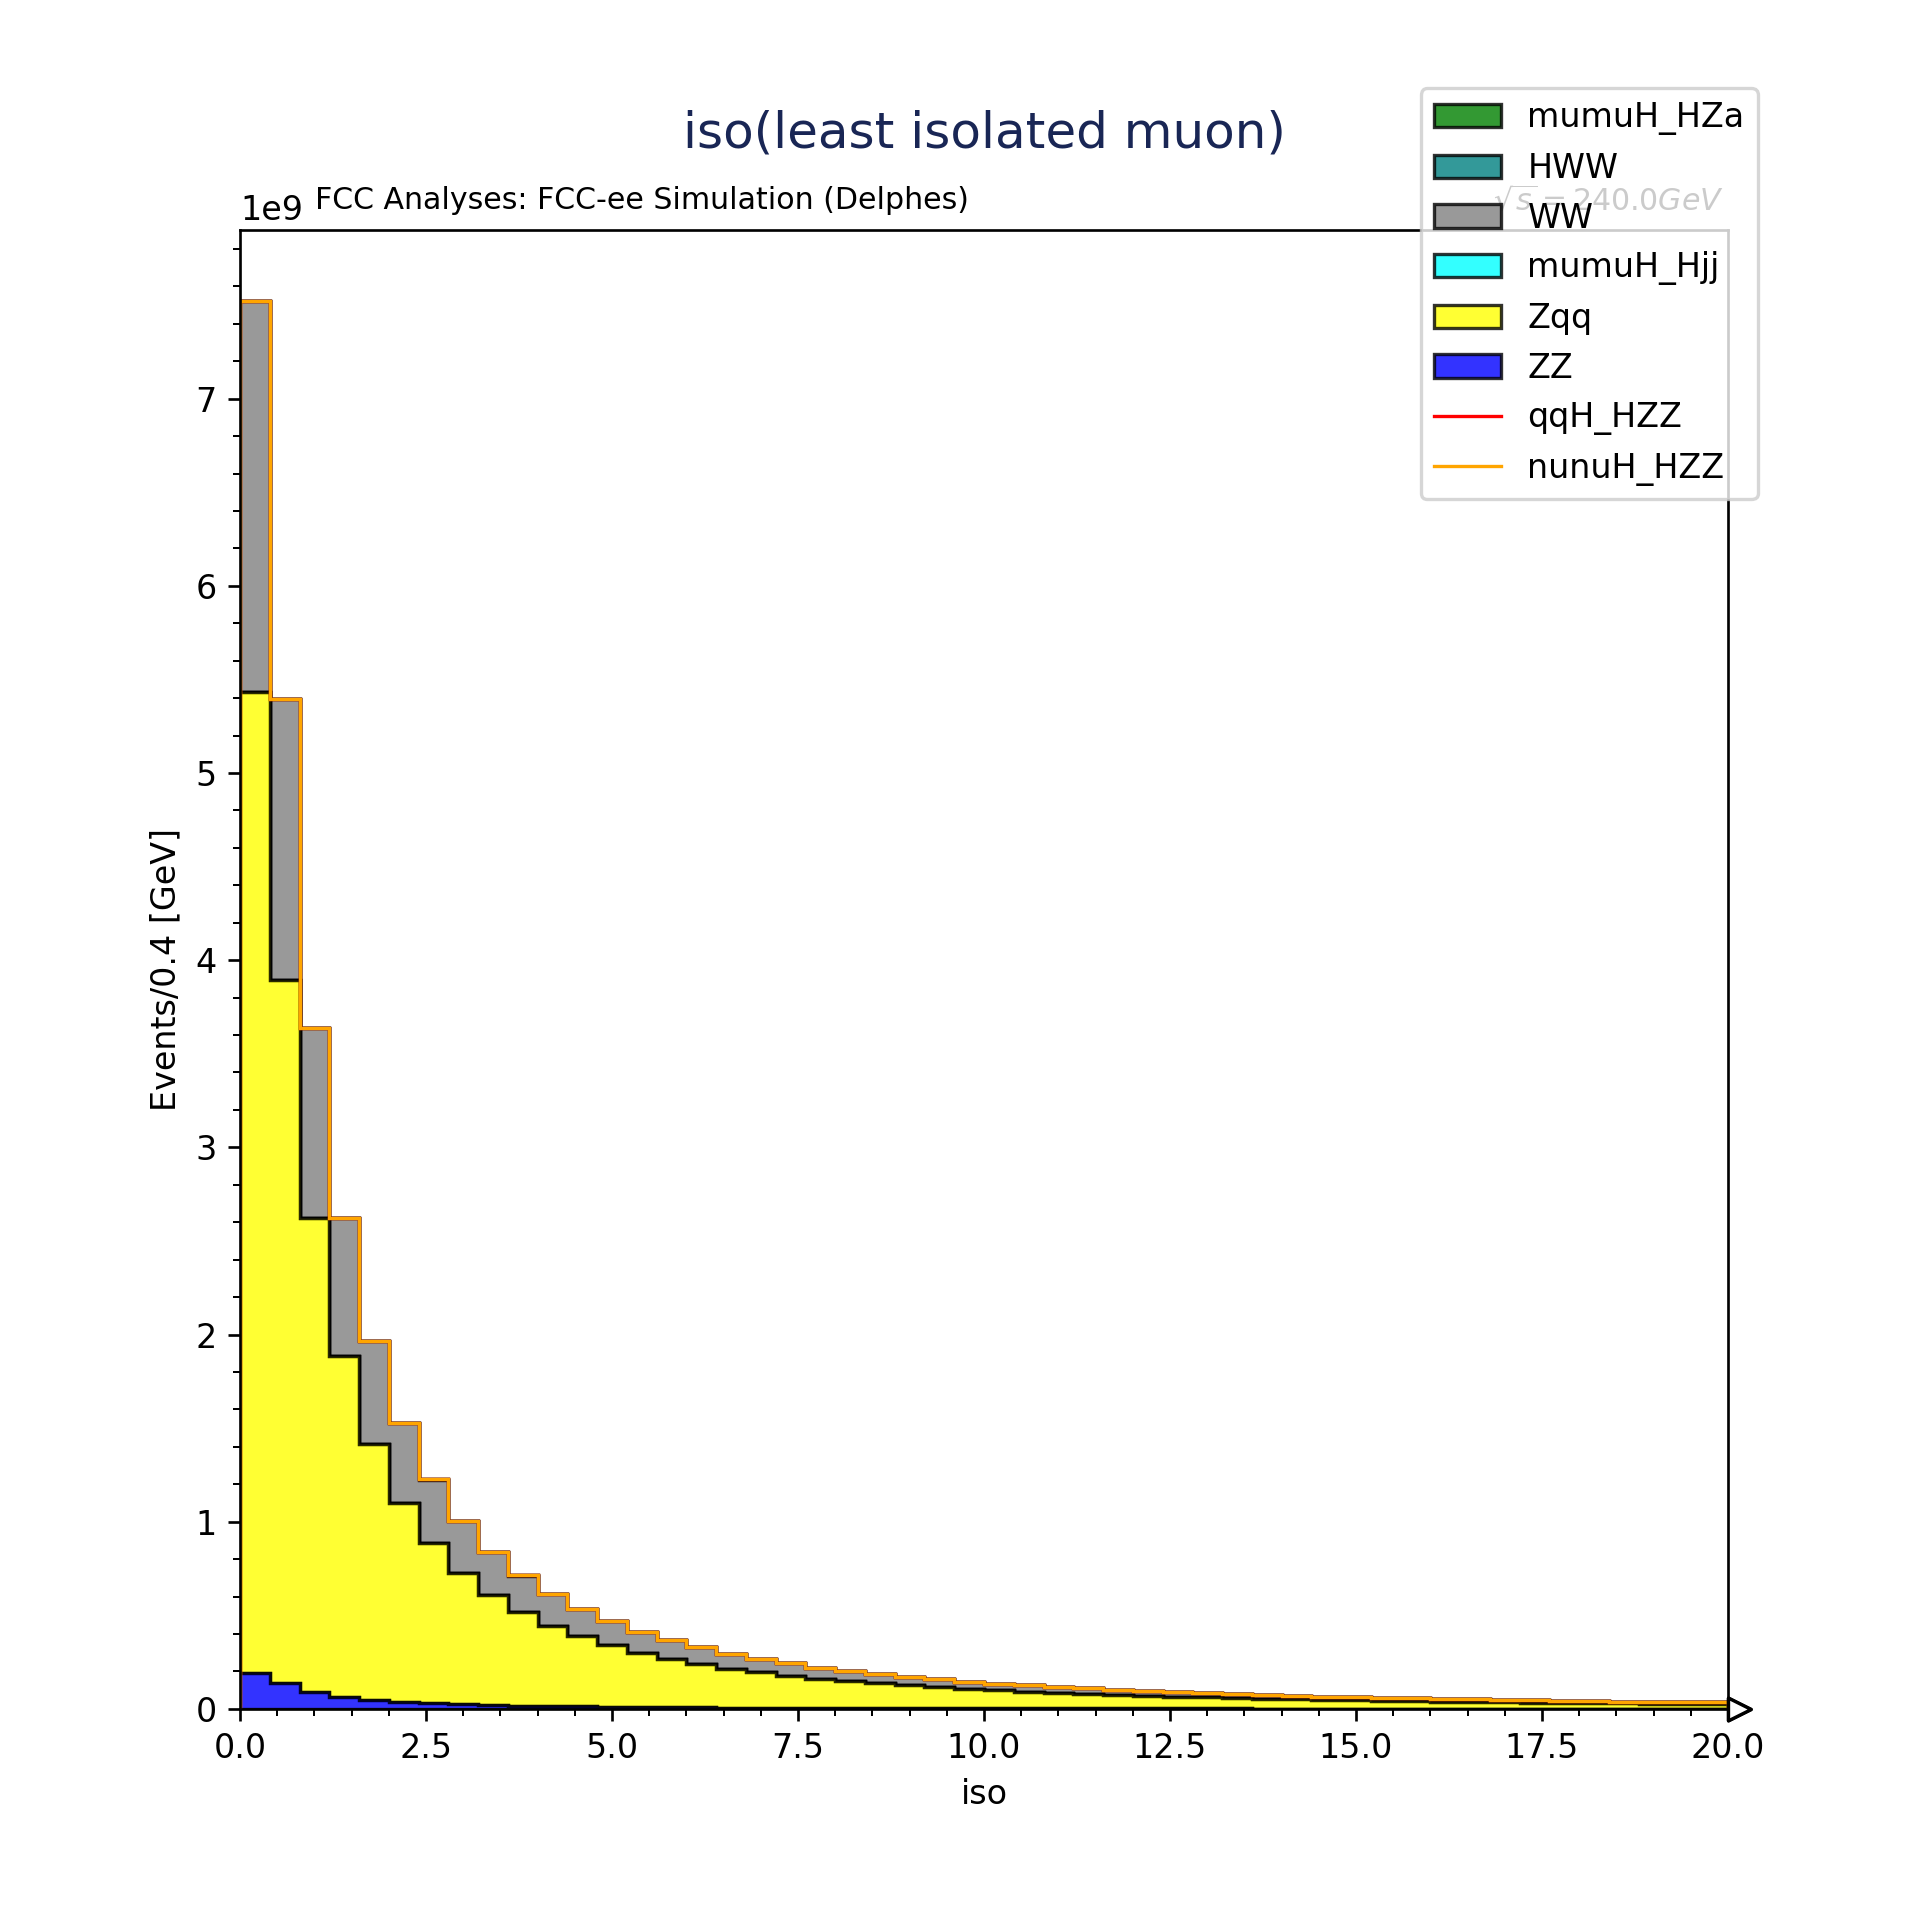 iso(least isolated muon)
1e9 FCC Analyses: FCC-ee Simulation (Delphes)
√s = 240.0GeV
mumuH_HZa
HWW
WW
mumuH_Hjj
Zqq
ZZ
qqH_HZZ
nunuH_HZZ
Events/0.4 [GeV]
7
6
5
4
3
2
1
0
0.0 2.5 5.0 7.5 10.0 12.5 15.0 17.5 20.0
iso